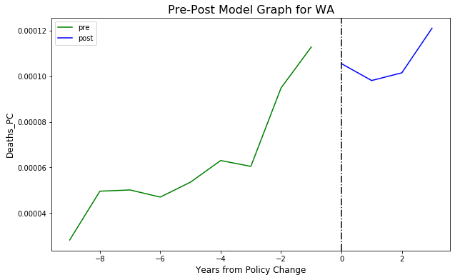 Pre-Post Model Graph for WA
pre
post
0.00012
0.00010
0.00008
0.00006
0.00004
Deaths_PC
−8
−6
−4
−2
0
2
Years from Policy Change